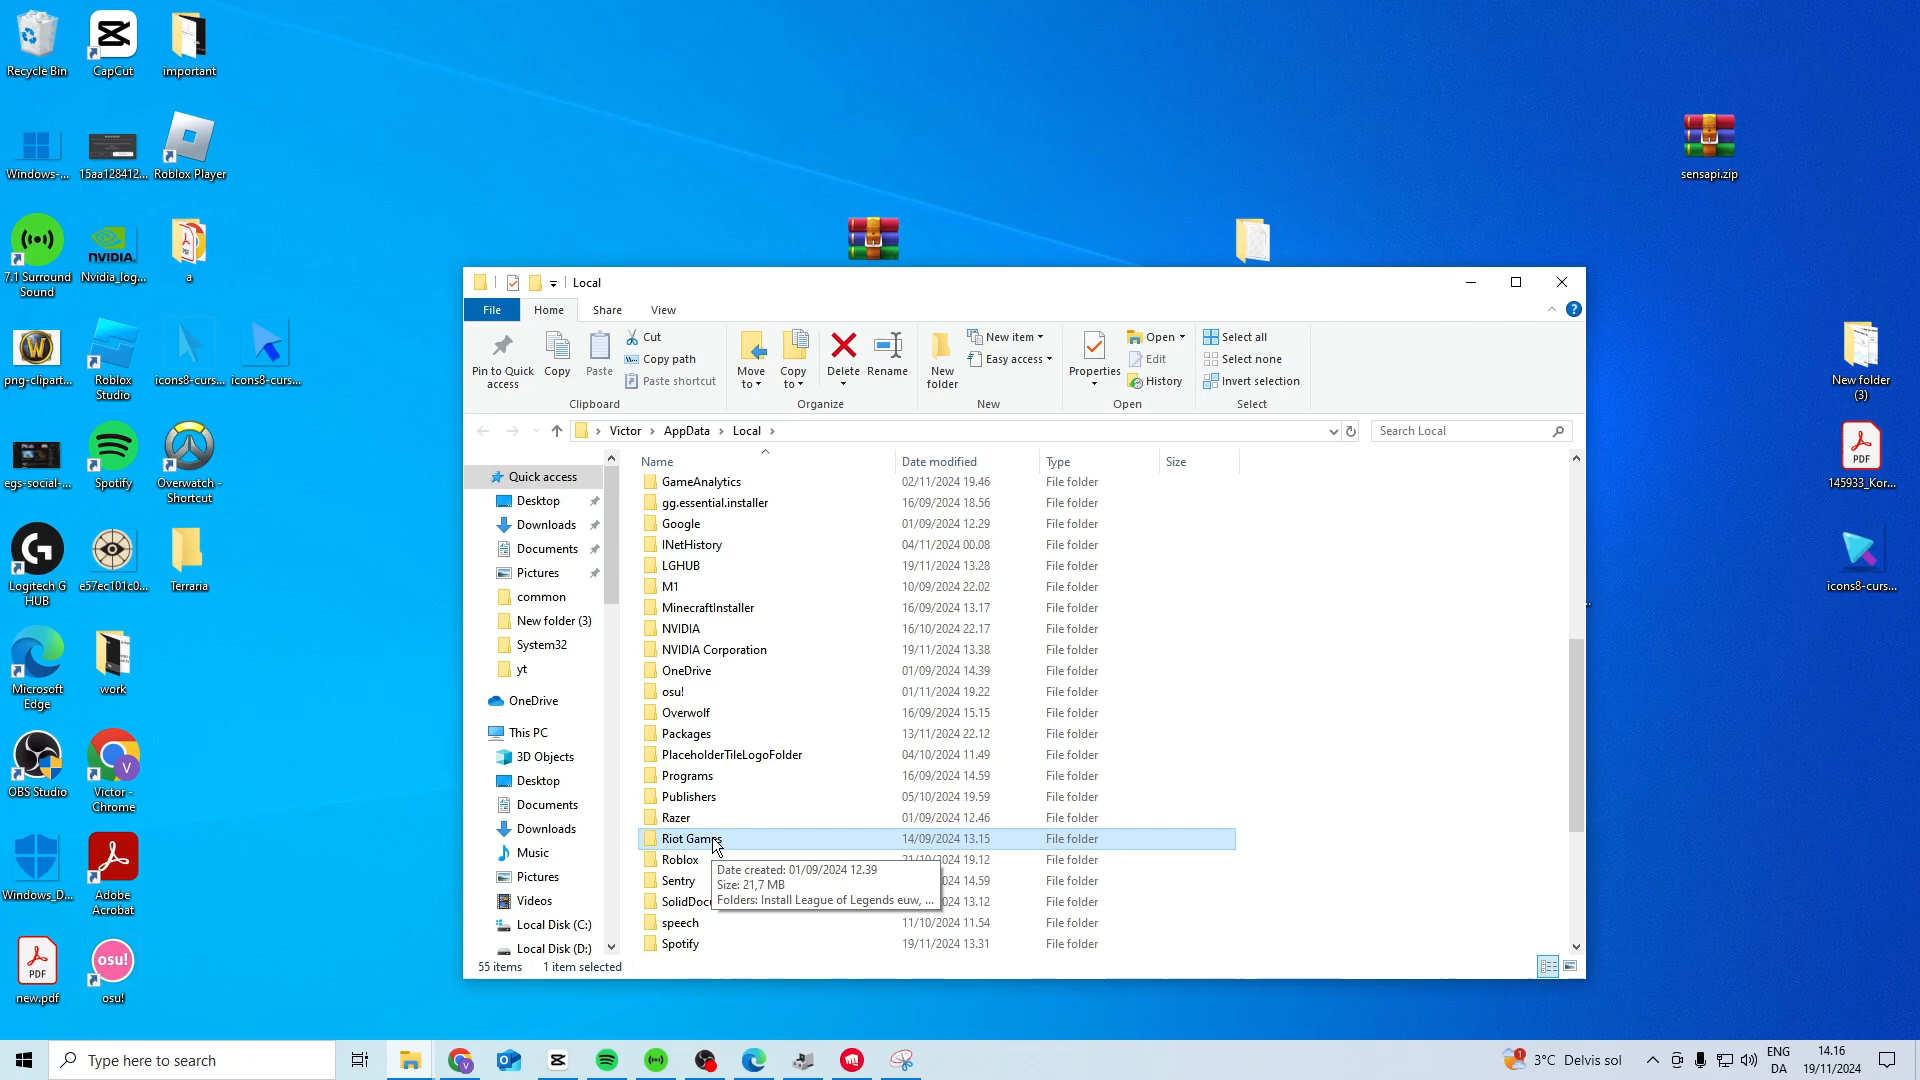 Recycle Bin
CapCut
important
Windows-...
15aa128412...
Roblox Player
7.1 Surround
Sound
NVIDIA.
Nvidia_log...
a
png-clipart...
Roblox
Studio
icons8-curs...
icons8-curs...
egs-social-...
Spotify
Overwatch -
Shortcut
Logitech G
HUB
e57ec101c0...
Terraria
Microsoft
Edge
work
OBS Studio
Victor -
Chrome
Windows_D...
Adobe
Acrobat
PDF
new.pdf
osu!
osu!
sensapi.zip
New folder
(3)
PDF
145933_Kor...
icons8-curs...
Local
File
Home
Share
View
Pin to Quick
access
Copy
Paste
Cut
Copy path
Paste shortcut
Clipboard
Move
to
Copy
to
Delete
Rename
Organize
New
folder
New item
Easy access
New
Properties
Open
Edit
History
Open
Select all
Select none
Invert selection
Select
Victor > AppData > Local >
Search Local
Quick access
Desktop
Downloads
Documents
Pictures
common
New folder (3)
System32
yt
OneDrive
This PC
3D Objects
Desktop
Documents
Downloads
Music
Pictures
Videos
Local Disk (C:)
Local Disk (D:)
Name Date modified Type Size
GameAnalytics 02/11/2024 19.46 File folder
gg.essential.installer 16/09/2024 18.56 File folder
Google 01/09/2024 12.29 File folder
INetHistory 04/11/2024 00.08 File folder
LGHUB 19/11/2024 13.28 File folder
M1 10/09/2024 22.02 File folder
MinecraftInstaller 16/09/2024 13.17 File folder
NVIDIA 16/10/2024 22.17 File folder
NVIDIA Corporation 19/11/2024 13.38 File folder
OneDrive 01/09/2024 14.39 File folder
osu! 01/11/2024 19.22 File folder
Overwolf 16/09/2024 15.15 File folder
Packages 13/11/2024 22.12 File folder
PlaceholderTileLogoFolder 04/10/2024 11.49 File folder
Programs 16/09/2024 14.59 File folder
Publishers 05/10/2024 19.59 File folder
Razer 01/09/2024 12.46 File folder
Riot Games 14/09/2024 13.15 File folder
Roblox 21/10/2024 19.12 File folder
Sentry 2024 14.59 File folder
SolidDoc 2024 13.12 File folder
speech 11/10/2024 11.54 File folder
Spotify 19/11/2024 13.31 File folder
Date created: 01/09/2024 12.39
Size: 21,7 MB
Folders: Install League of Legends euw, ...
55 items 1 item selected
Type here to search
1
3°C Delvis sol
ENG
DA
14.16
19/11/2024